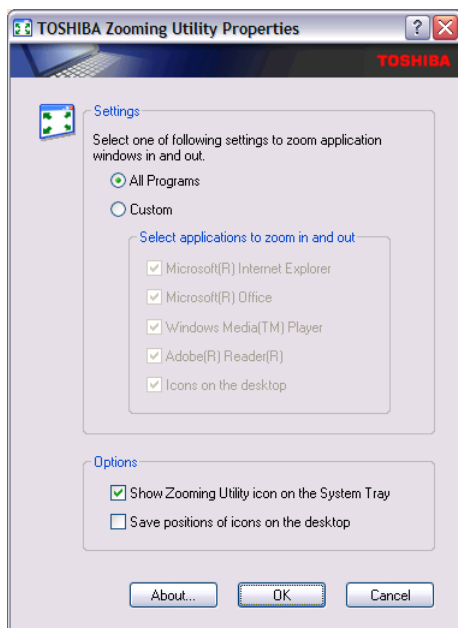 TOSHIBA Zooming Utility Properties
TOSHIBA
Settings
Select one of following settings to zoom application
windows in and out.
All Programs
Custom
Select applications to zoom in and out
Microsoft(R) Internet Explorer
Microsoft(R) Office
Windows Media(TM) Player
Adobe(R) Reader(R)
Icons on the desktop
Options
Show Zooming Utility icon on the System Tray
Save positions of icons on the desktop
About...
OK
Cancel